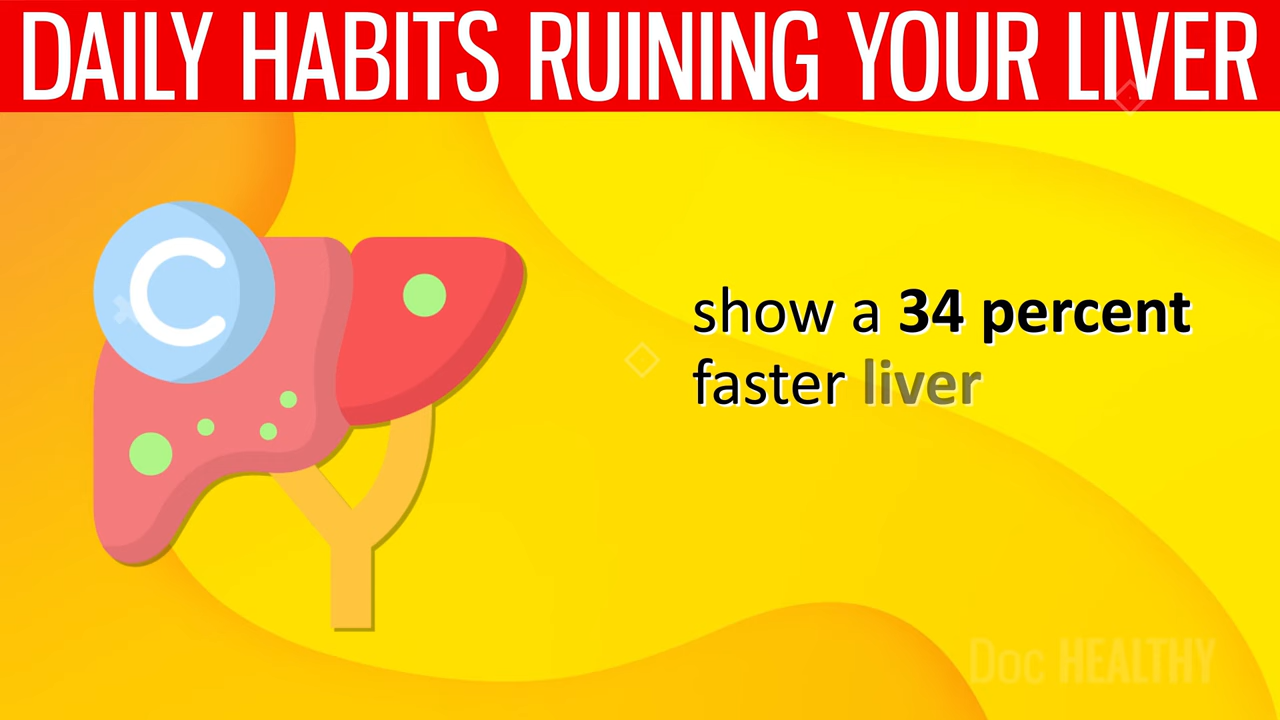 DAILY HABITS RUINING YOUR LIVER
C
show a 34 percent
faster liver
Doc HEALTHY